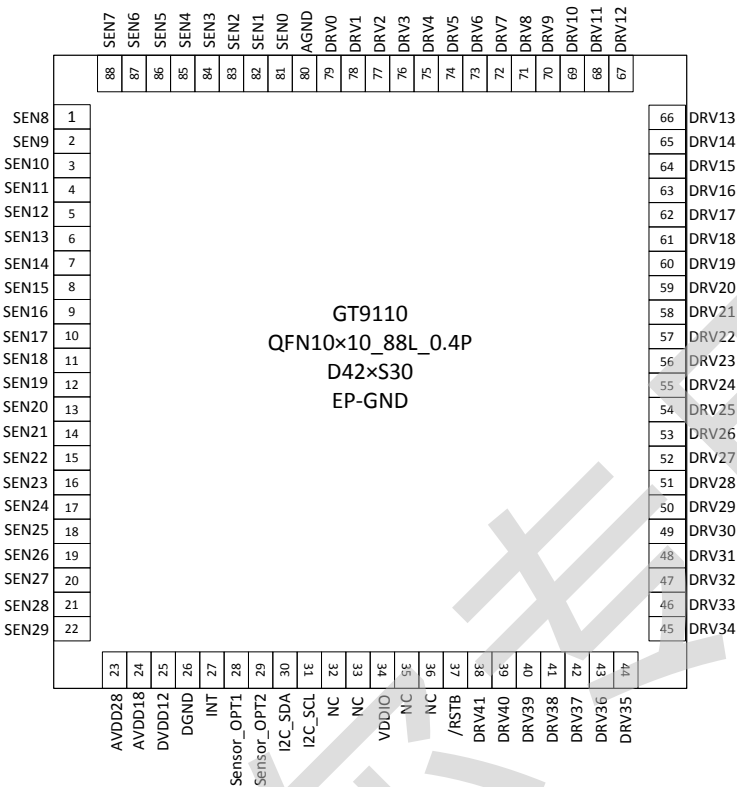 SEN7 SEN6 SEN5 SEN4 SEN3 SEN2 SEN1 SEN0 AGND DRV0 DRV1 DRV2 DRV3 DRV4 DRV5 DRV6 DRV7 DRV8 DRV9 DRV10 DRV11 DRV12
88 87 86 85 84 83 82 81 80 79 78 77 76 75 74 73 72 71 70 69 68 67
SEN8 1 66 DRV13
SEN9 2 65 DRV14
SEN10 3 64 DRV15
SEN11 4 63 DRV16
SEN12 5 62 DRV17
SEN13 6 61 DRV18
SEN14 7 60 DRV19
SEN15 8 59 DRV20
SEN16 9 58 DRV21
SEN17 10 57 DRV22
SEN18 11 56 DRV23
SEN19 12 55 DRV24
SEN20 13 54 DRV25
SEN21 14 53 DRV26
SEN22 15 52 DRV27
SEN23 16 51 DRV28
SEN24 17 50 DRV29
SEN25 18 49 DRV30
SEN26 19 48 DRV31
SEN27 20 47 DRV32
SEN28 21 46 DRV33
SEN29 22 45 DRV34
GT9110
QFN10×10_88L_0.4P
D42×S30
EP-GND
23 24 25 26 27 28 29 30 31 32 33 34 35 36 37 38 39 40 41 42 43 44
AVDD28 AVDD18 DVDD12 DGND INT Sensor_OPT1 Sensor_OPT2 I2C_SDA I2C_SCL NC NC VDDIO NC NC /RSTB DRV41 DRV40 DRV39 DRV38 DRV37 DRV36 DRV35